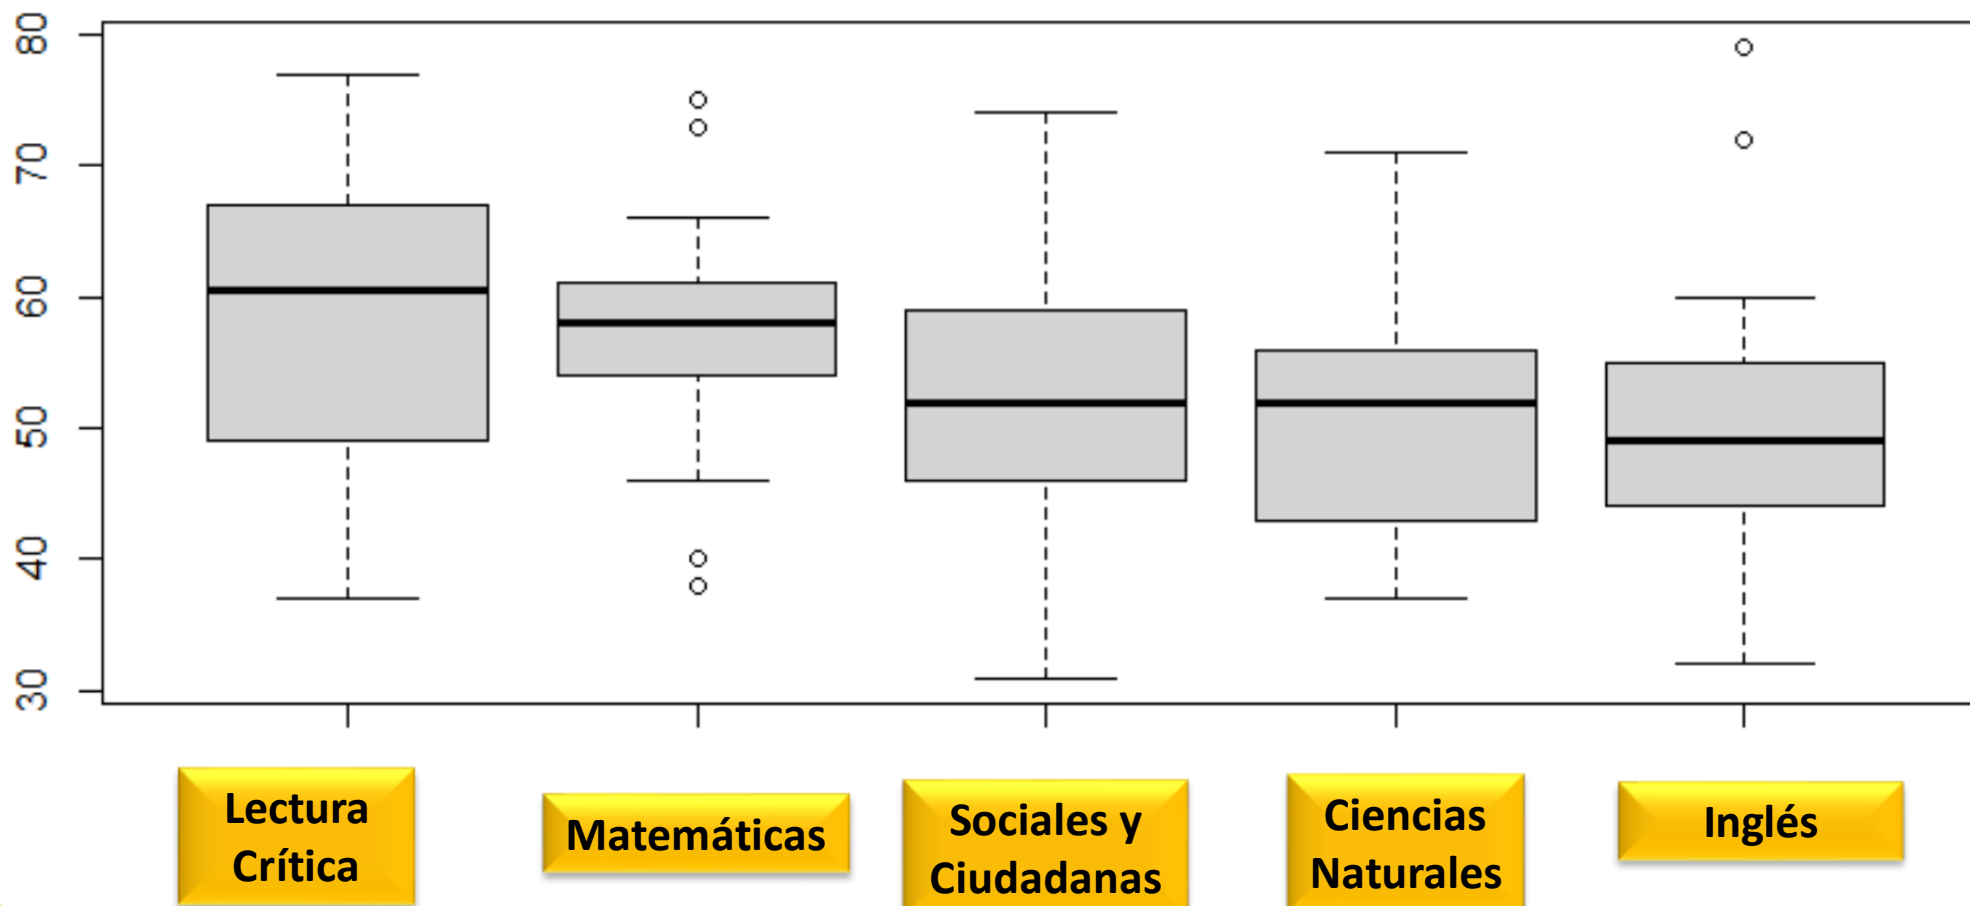 80
70
60
50
40
30
Lectura
Crítica
Matemáticas
Sociales y
Ciudadanas
Ciencias
Naturales
Inglés